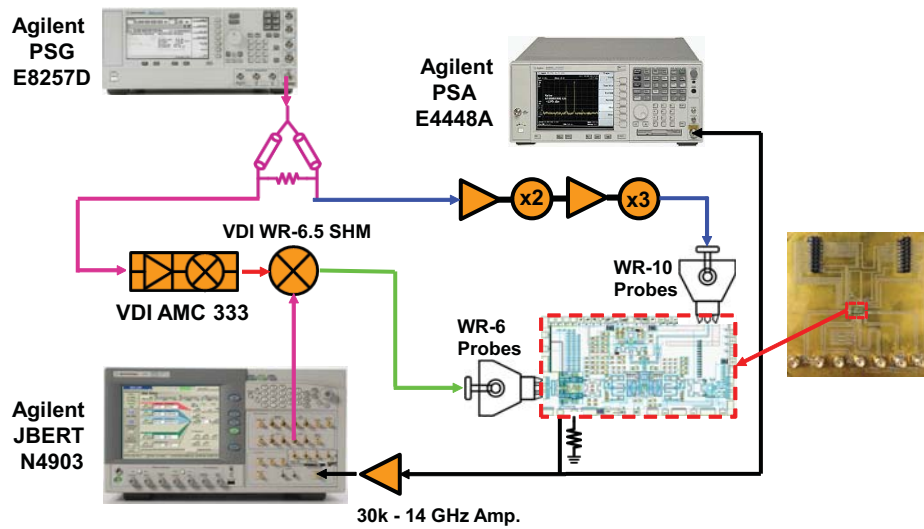 Agilent
PSG
E8257D
Agilent
PSA
E4448A
x2
x3
VDI WR-6.5 SHM
VDI AMC 333
WR-10
Probes
WR-6
Probes
Agilent
JBERT
N4903
30k - 14 GHz Amp.